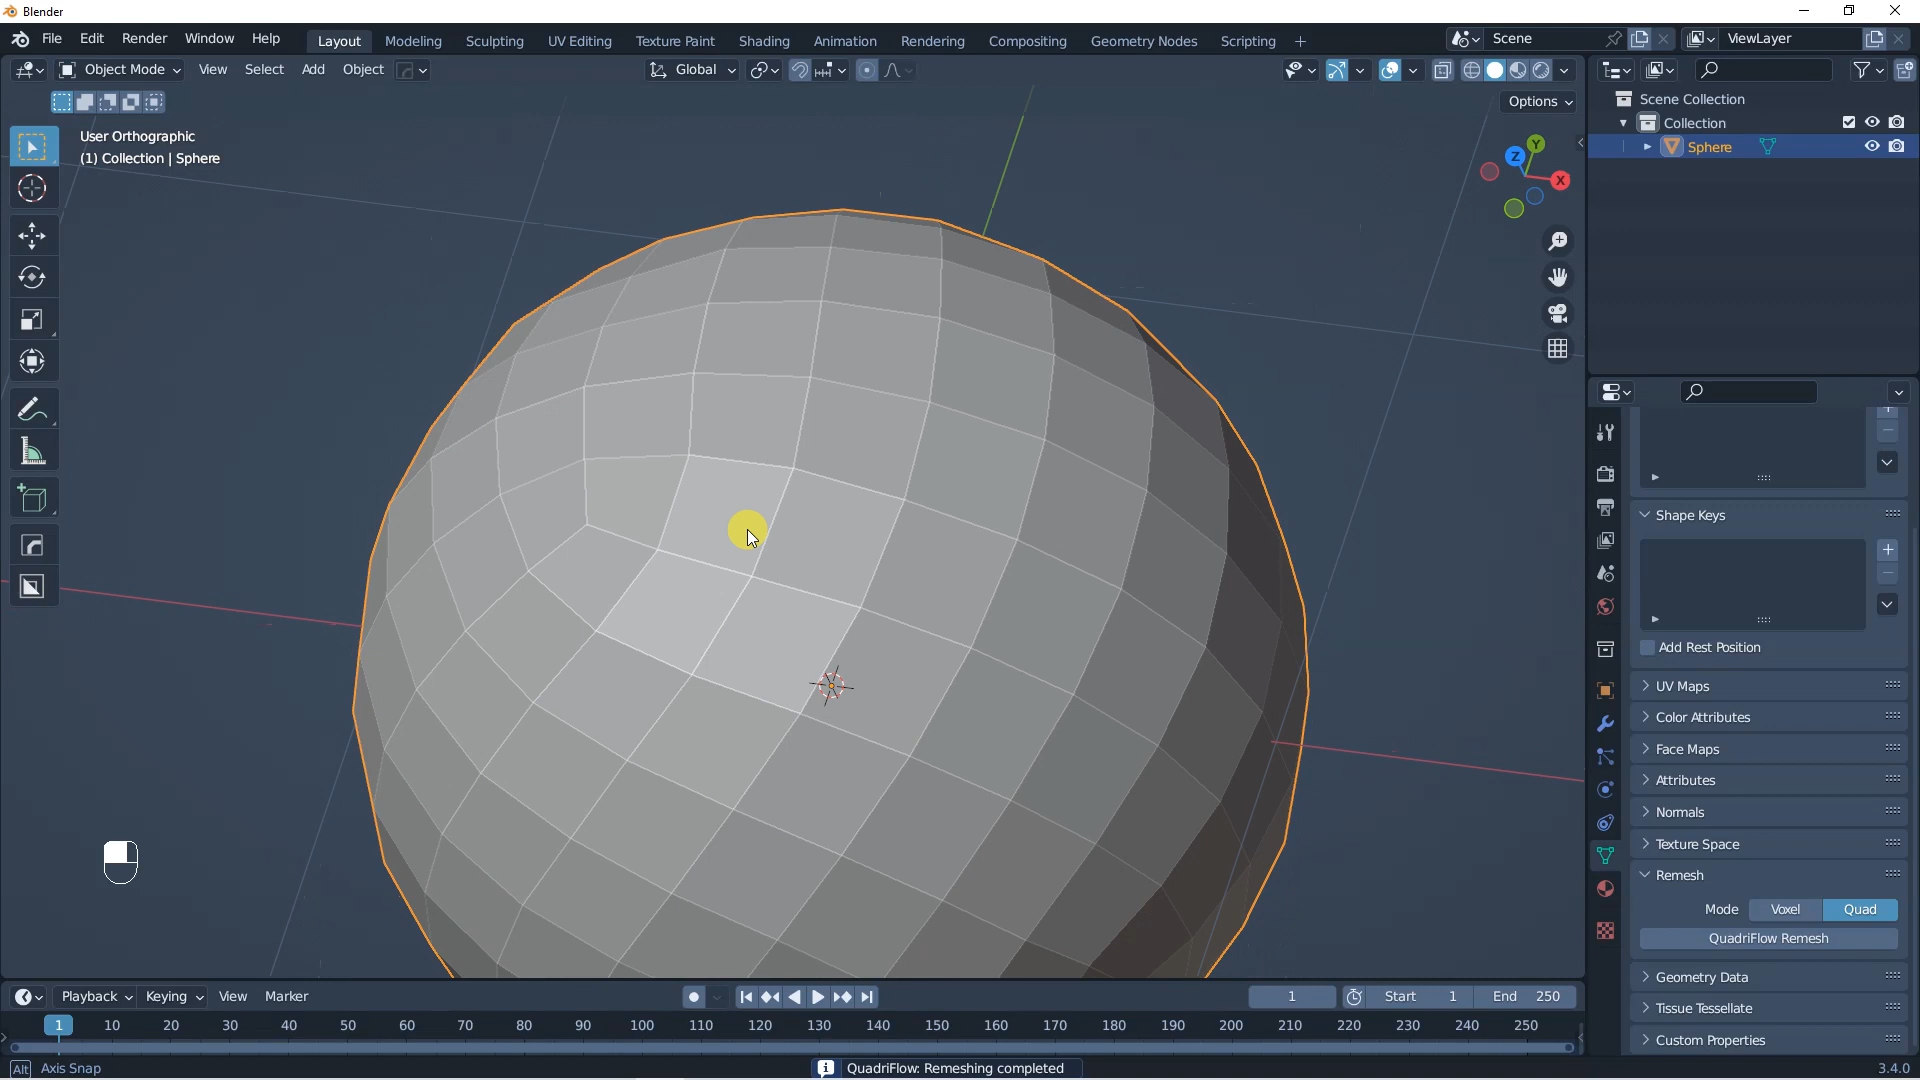 Blender
File Edit Render Window Help Layout Modeling Sculpting UV Editing Texture Paint Shading Animation Rendering Compositing Geometry Nodes Scripting + Scene ViewLayer
Object Mode View Select Add Object Global
Options
User Orthographic
(1) Collection | Sphere
Y
Z
X
Scene Collection
Collection
Sphere
Shape Keys
Add Rest Position
UV Maps
Color Attributes
Face Maps
Attributes
Normals
Texture Space
Remesh
Mode Voxel Quad
QuadriFlow Remesh
Geometry Data
Tissue Tessellate
Custom Properties
Playback Keying View Marker 1 Start 1 End 250
1 10 20 30 40 50 60 70 80 90 100 110 120 130 140 150 160 170 180 190 200 210 220 230 240 250
Alt Axis Snap QuadriFlow: Remeshing completed 3.4.0